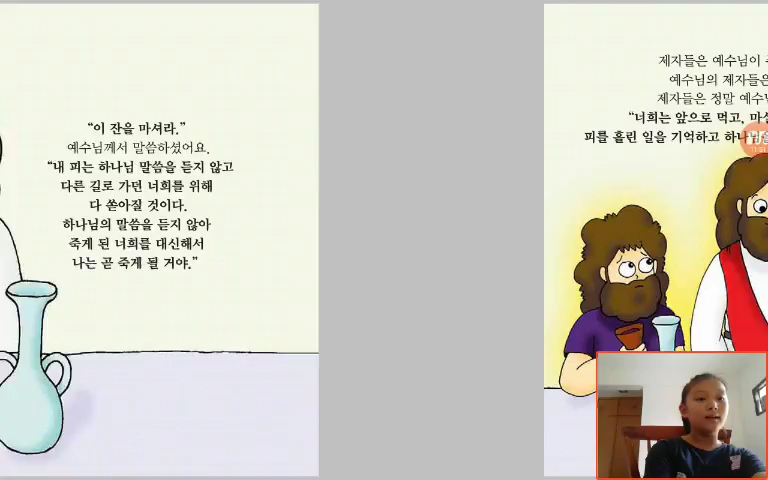 “이 잔을 마셔라.”
예수님께서 말씀하셨어요.
“내 피는 하나님 말씀을 듣지 않고
다른 길로 가던 너희를 위해
다 쏟아질 것이다.
하나님의 말씀을 듣지 않아
죽게 된 너희를 대신해서
나는 곧 죽게 될 거야.”
제자들은 예수님이
예수님의 제자들은
제자들은 정말
“너희는 앞으로 먹고,
피를 흘린 일을 기억하고